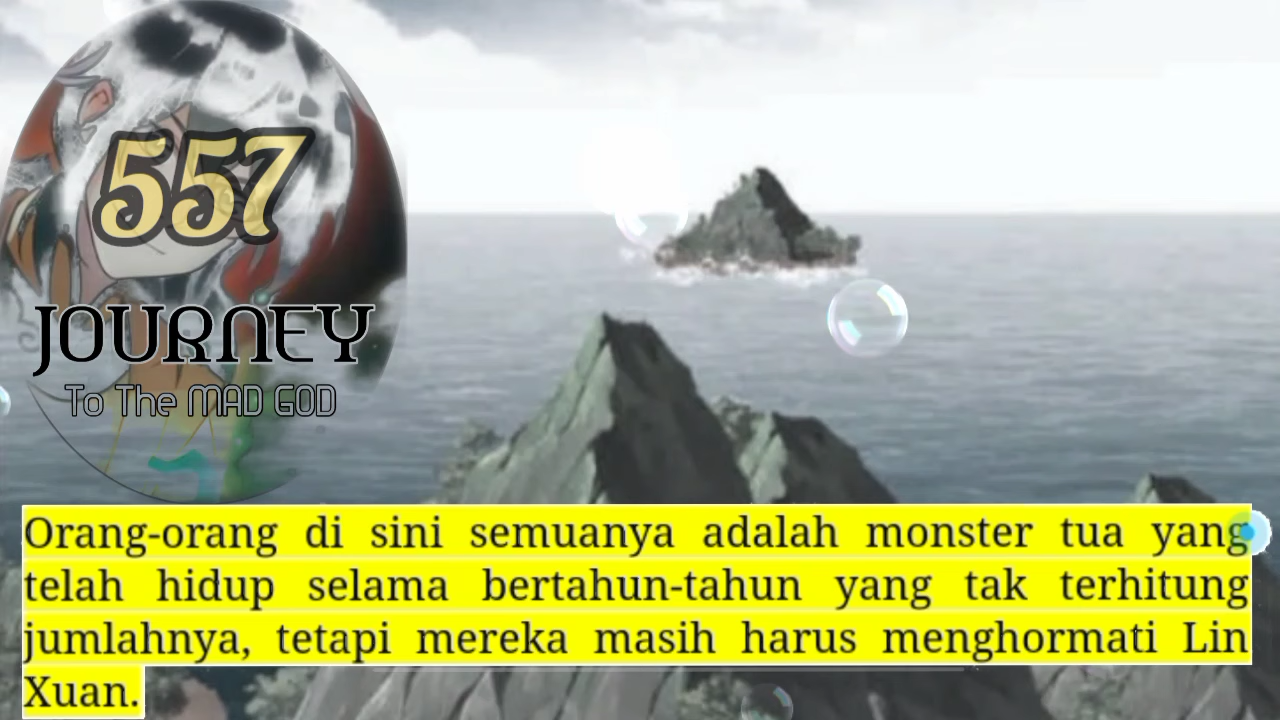 557
JOURNEY
To The MAD GOD
Orang-orang di sini semuanya adalah monster tua yang
telah hidup selama bertahun-tahun yang tak terhitung
jumlahnya, tetapi mereka masih harus menghormati Lin
Xuan.